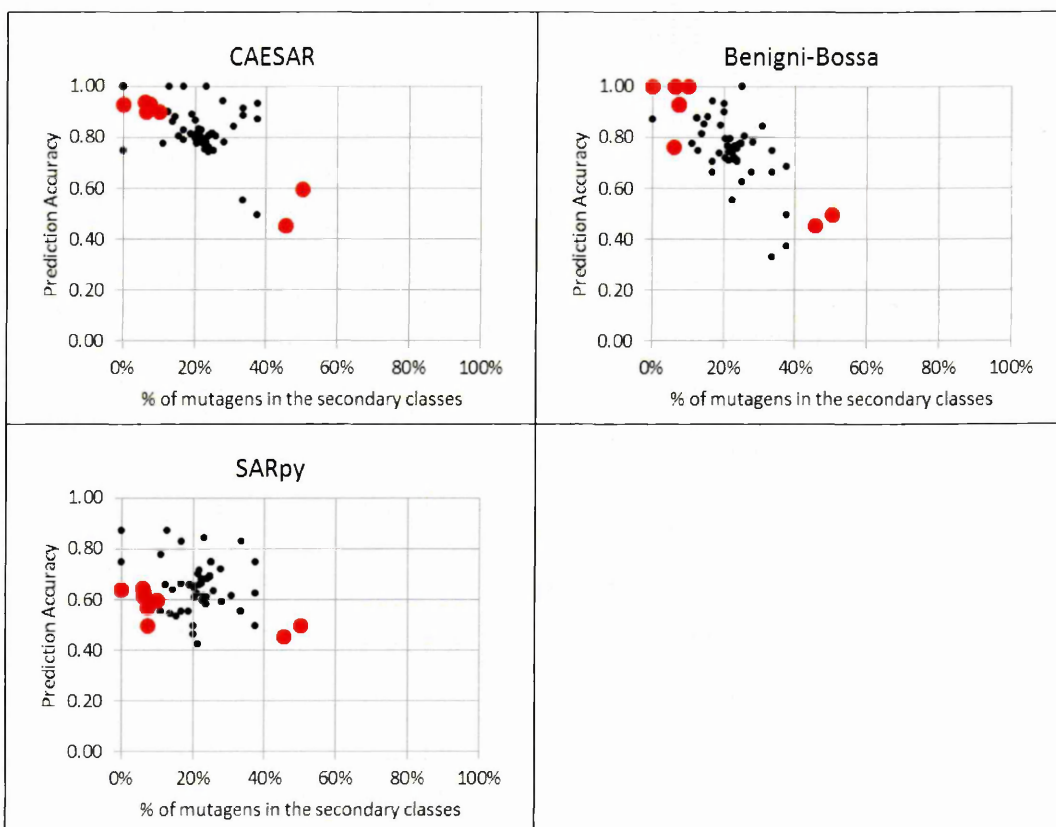 CAESAR
Prediction Accuracy
1.00
0.80
0.60
0.40
0.20
0.00
0% 20% 40% 60% 80% 100%
% of mutagens in the secondary classes
Benigni-Bossa
Prediction Accuracy
1.00
0.80
0.60
0.40
0.20
0.00
0% 20% 40% 60% 80% 100%
% of mutagens in the secondary classes
SARpy
Prediction Accuracy
1.00
0.80
0.60
0.40
0.20
0.00
0% 20% 40% 60% 80% 100%
% of mutagens in the secondary classes